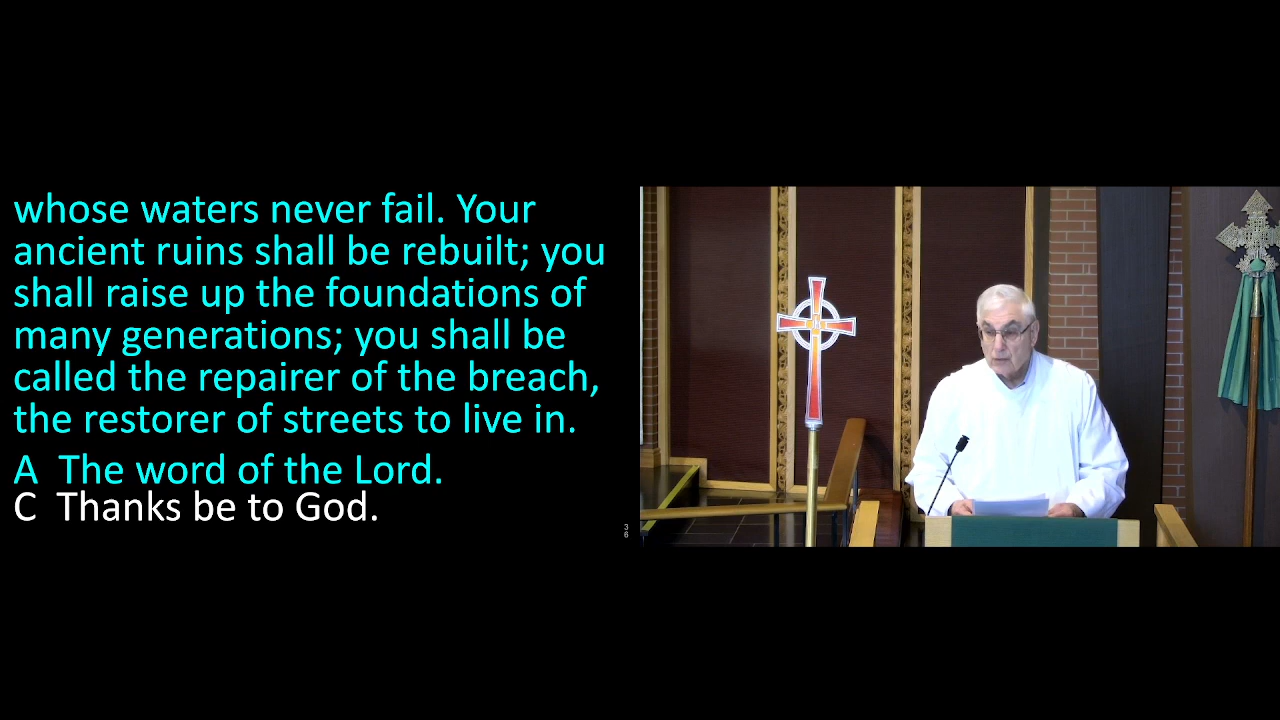 whose waters never fail. Your
ancient ruins shall be rebuilt; you
shall raise up the foundations of
many generations; you shall be
called the repairer of the breach,
the restorer of streets to live in.
A  The word of the Lord.
C  Thanks be to God.
36